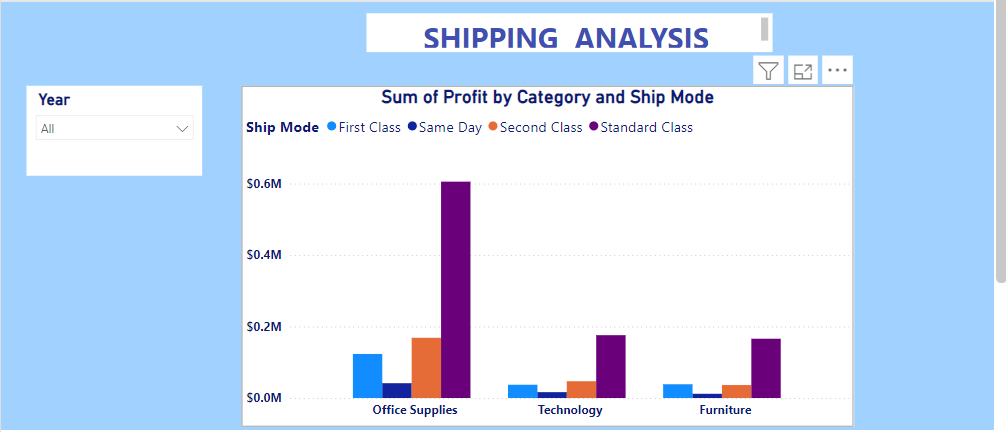 SHIPPING ANALYSIS
Year
All
Sum of Profit by Category and Ship Mode
Ship Mode First Class Same Day Second Class Standard Class
$0.6M
$0.4M
$0.2M
$0.0M
Office Supplies Technology Furniture